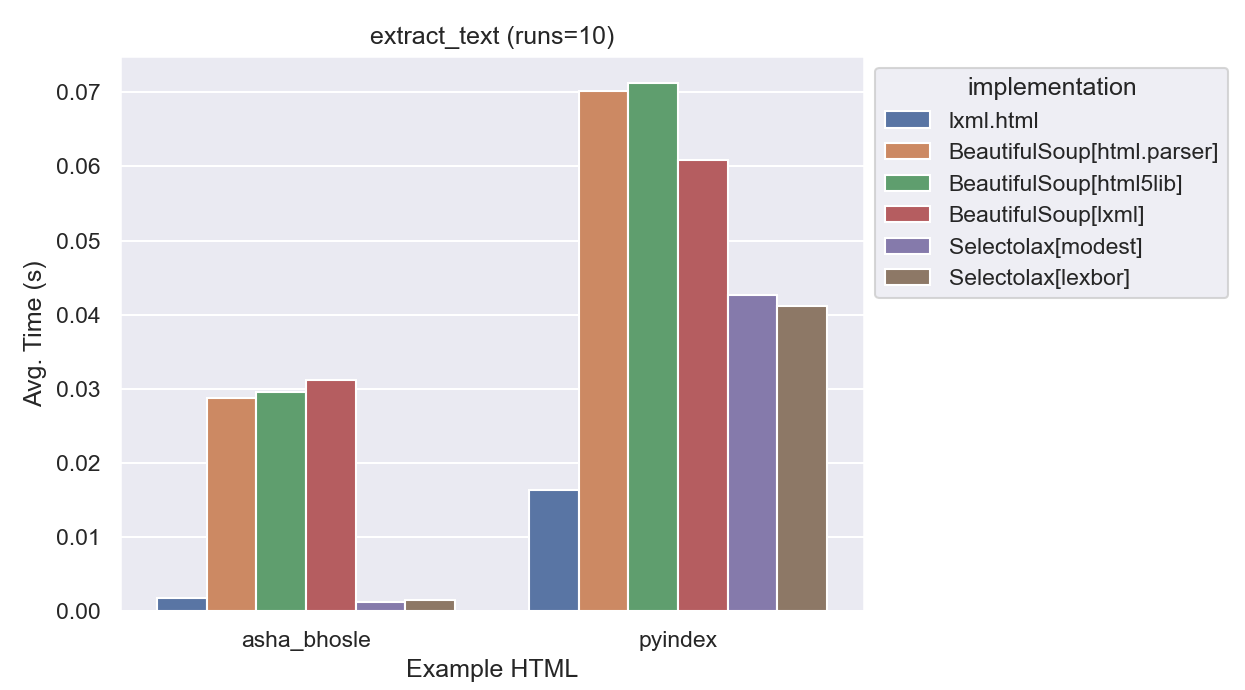 extract_text (runs=10)
0.07
0.06
0.05
0.04
0.03
0.02
0.01
0.00
Avg. Time (s)
asha_bhosle
pyindex
Example HTML
implementation
lxml.html
BeautifulSoup[html.parser]
BeautifulSoup[html5lib]
BeautifulSoup[lxml]
Selectolax[modest]
Selectolax[lexbor]